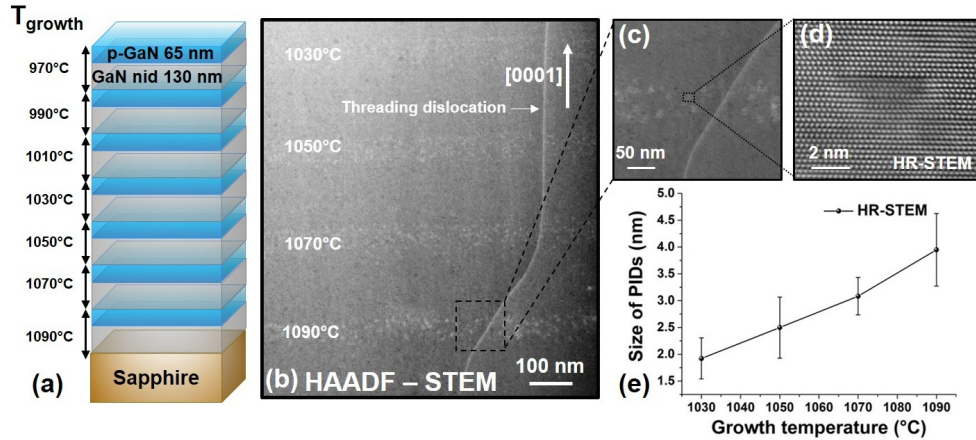 T growth
p-GaN 65 nm
GaN nid 130 nm
970°C
990°C
1010°C
1030°C
1050°C
1070°C
1090°C
Sapphire
(a)
1030°C
[0001]
Threading dislocation
1050°C
1070°C
1090°C
100 nm
(b) HAADF – STEM
(c)
50 nm
(d)
2 nm
HR-STEM
Size of PIDs (nm)
5.0
4.5
4.0
3.5
3.0
2.5
2.0
1.5
HR-STEM
1030 1040 1050 1060 1070 1080 1090
Growth temperature (°C)
(e)